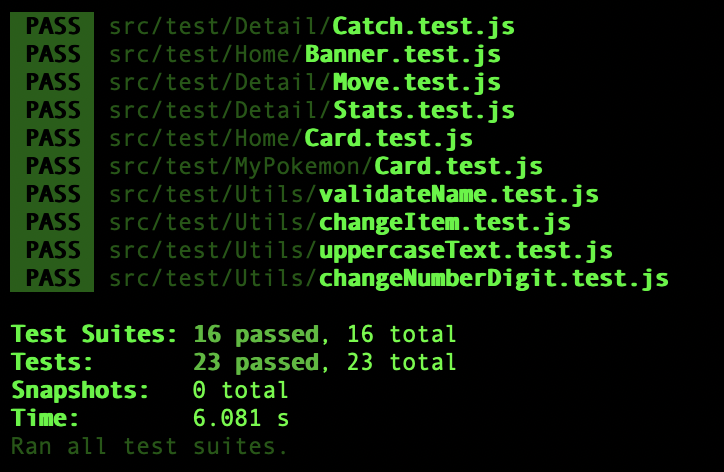 PASS src/test/Detail/Catch.test.js
PASS src/test/Home/Banner.test.js
PASS src/test/Detail/Move.test.js
PASS src/test/Detail/Stats.test.js
PASS src/test/Home/Card.test.js
PASS src/test/MyPokemon/Card.test.js
PASS src/test/Utils/validateName.test.js
PASS src/test/Utils/changeItem.test.js
PASS src/test/Utils/uppercaseText.test.js
PASS src/test/Utils/changeNumberDigit.test.js
Test Suites: 16 passed, 16 total
Tests: 23 passed, 23 total
Snapshots: 0 total
Time: 6.081 s
Ran all test suites.